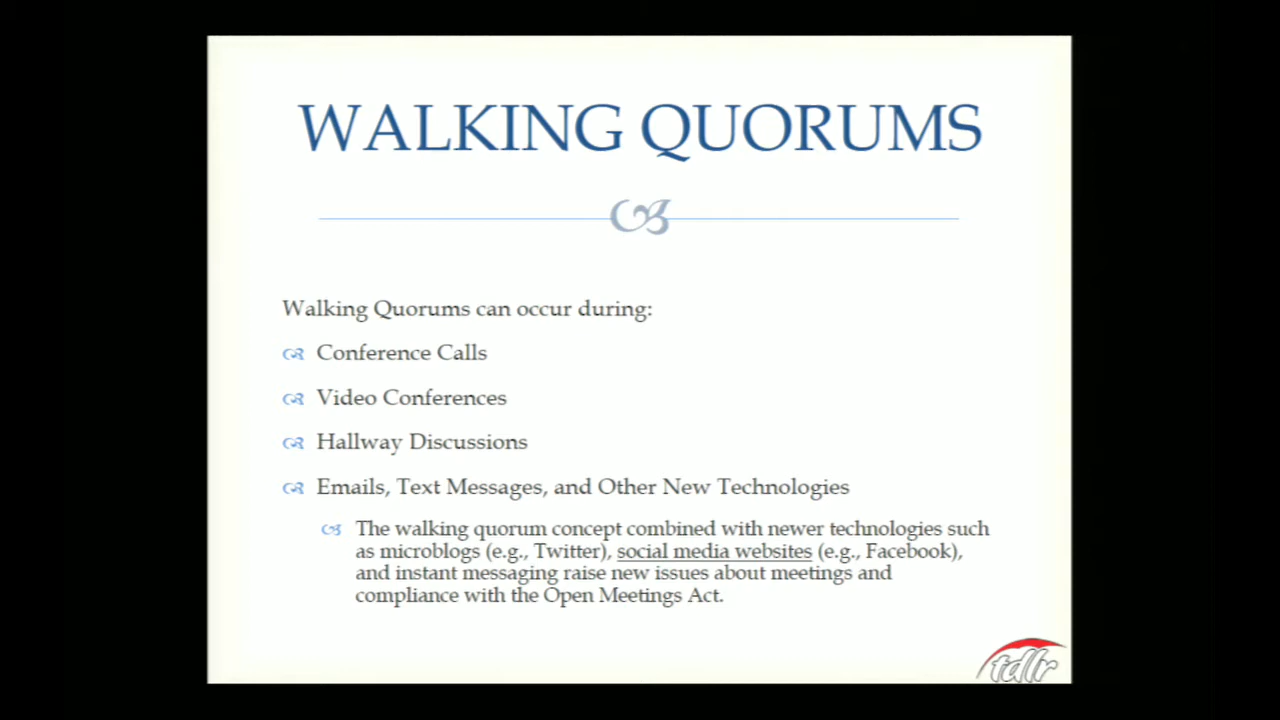 WALKING QUORUMS
Walking Quorums can occur during:
Conference Calls
Video Conferences
Hallway Discussions
Emails, Text Messages, and Other New Technologies
The walking quorum concept combined with newer technologies such
as microblogs (e.g., Twitter), social media websites (e.g., Facebook),
and instant messaging raise new issues about meetings and
compliance with the Open Meetings Act.
tdlr